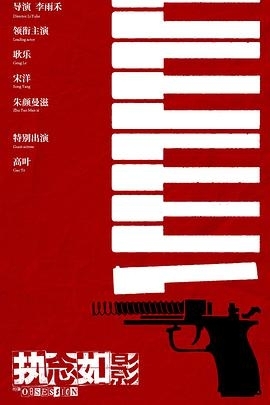 导演 李雨禾
Director Li Yuhe
领衔主演
Leading actor
耿乐
Geng Le
宋洋
Song Yang
朱颜曼滋
Zhu Yan Man zi
特别出演
Guest actress
高叶
Gao Ye
执念如影
OBSESSION